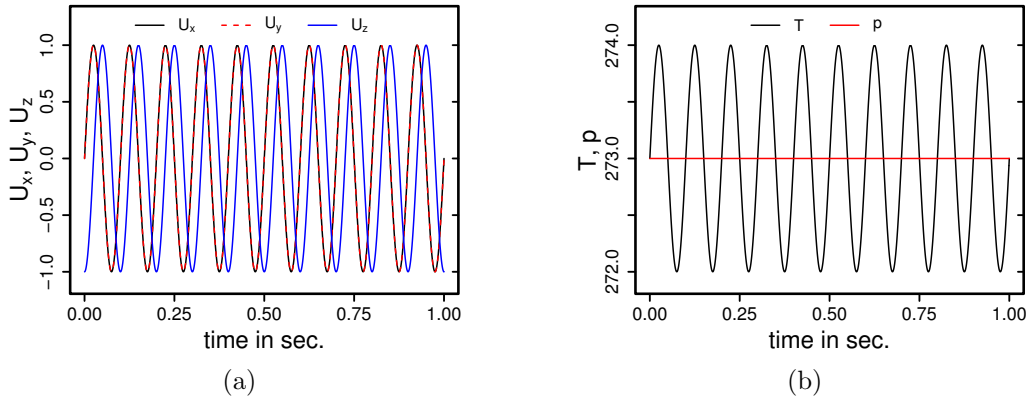 U_x U_y U_z
U_x, U_y, U_z
1.0
0.5
0.0
−0.5
−1.0
0.00 0.25 0.50 0.75 1.00
time in sec.
(a)
T p
T, p
274.0
273.0
272.0
0.00 0.25 0.50 0.75 1.00
time in sec.
(b)